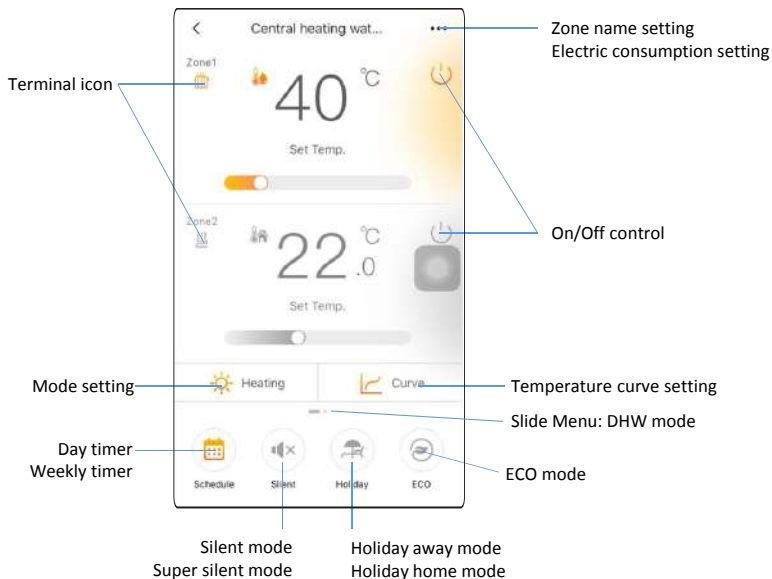 Central heating wat...
Zone name setting
Electric consumption setting
Zone1
Terminal icon
40 °C
Set Temp.
Zone2
On/Off control
22.0 °C
Set Temp.
Mode setting
Heating
Curve
Temperature curve setting
Slide Menu: DHW mode
Day timer
Weekly timer
ECO mode
Schedule
Silent
Holiday
ECO
Silent mode
Super silent mode
Holiday away mode
Holiday home mode